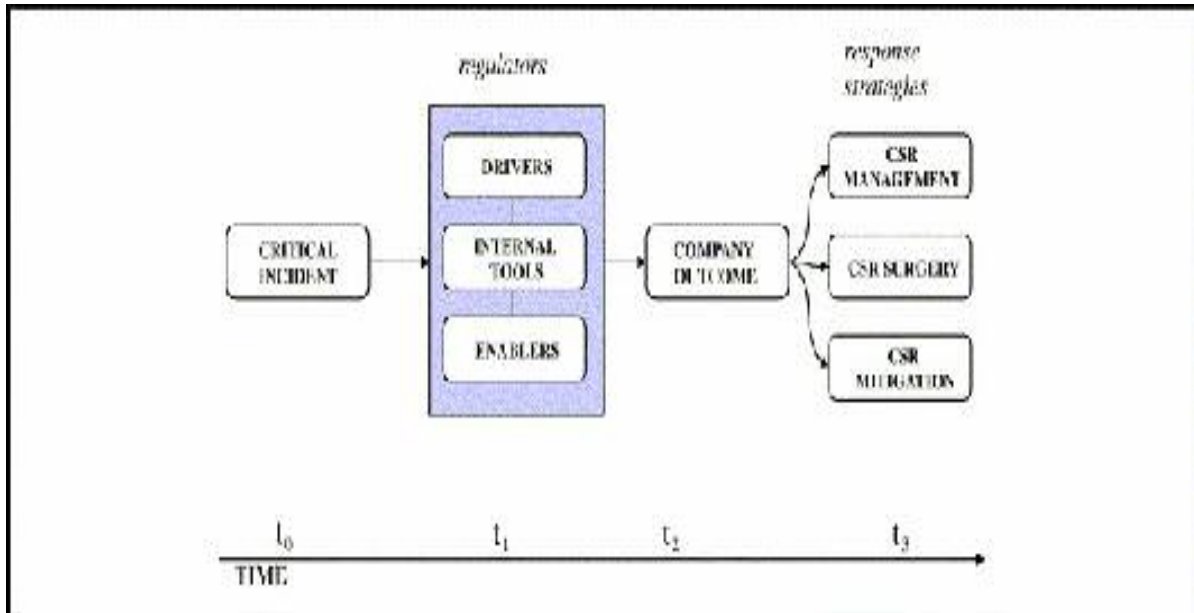 regulators
response
strategies
DRIVERS
CSR
MANAGEMENT
CRITICAL
INCIDENT
INTERNAL
TOOLS
COMPANY
OUTCOME
CSR SURGERY
ENABLERS
CSR
MITIGATION
t₀
t₁
t₂
t₃
TIME